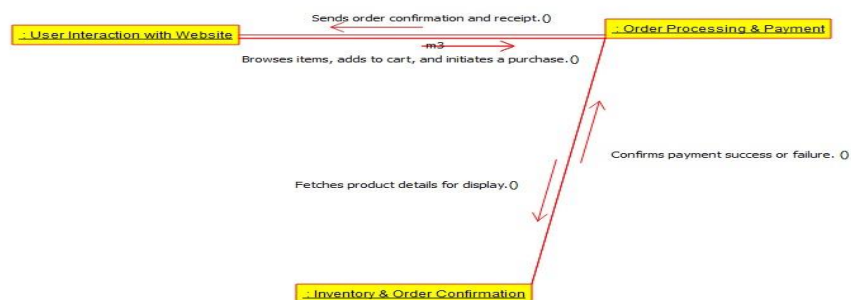 Sends order confirmation and receipt.()
: User Interaction with Website
: Order Processing & Payment
m3
Browses items, adds to cart, and initiates a purchase.()
Confirms payment success or failure. ()
Fetches product details for display.()
: Inventory & Order Confirmation